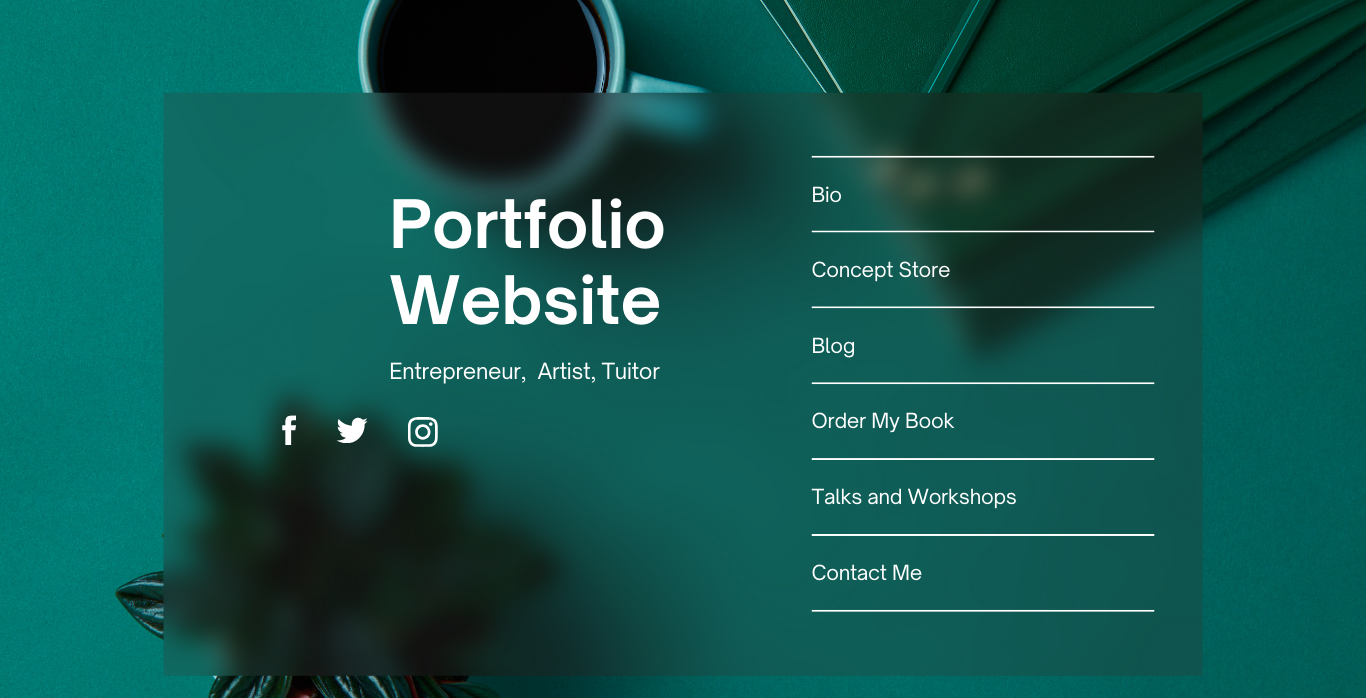 Portfolio
Website
Entrepreneur,  Artist, Tuitor
Bio
Concept Store
Blog
Order My Book
Talks and Workshops
Contact Me